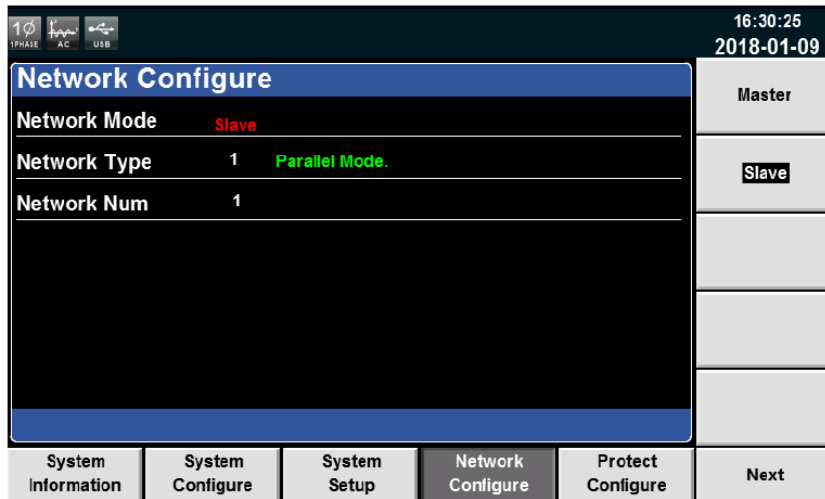 1Ø
1PHASE
AC
USB
16:30:25
2018-01-09
Network Configure
Network Mode Slave
Network Type 1 Parallel Mode.
Network Num 1
Master
Slave
System Information
System Configure
System Setup
Network Configure
Protect Configure
Next